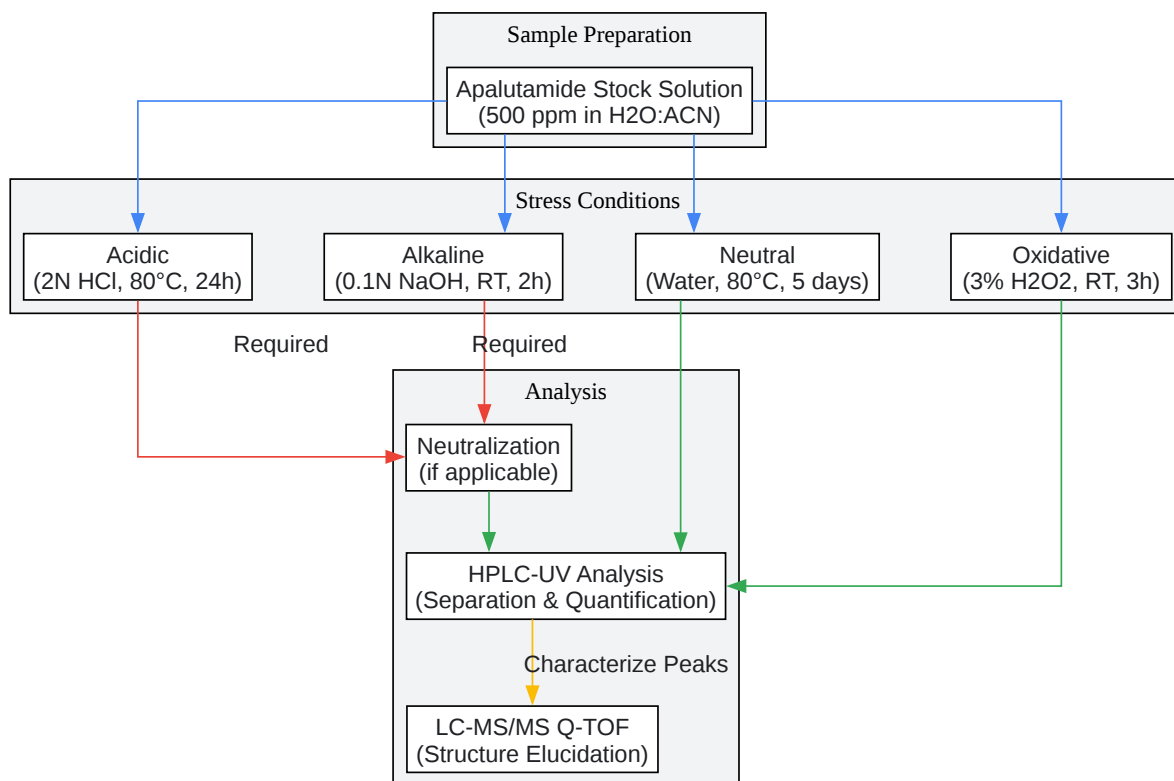 Sample Preparation
Apalutamide Stock Solution
(500 ppm in H2O:ACN)
Stress Conditions
Acidic
(2N HCl, 80°C, 24h)
Alkaline
(0.1N NaOH, RT, 2h)
Neutral
(Water, 80°C, 5 days)
Oxidative
(3% H2O2, RT, 3h)
Required
Required
Analysis
Neutralization
(if applicable)
HPLC-UV Analysis
(Separation & Quantification)
Characterize Peaks
LC-MS/MS Q-TOF
(Structure Elucidation)